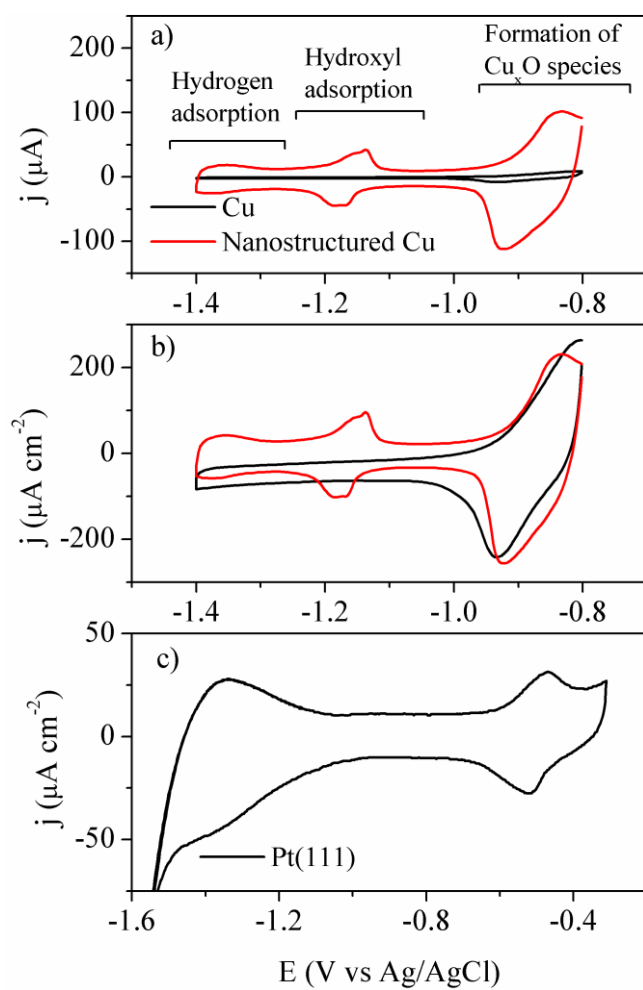 a)
Hydrogen
adsorption
Hydroxyl
adsorption
Formation of
CuₓO species
200
100
0
-100
j (µA)
Cu
Nanostructured Cu
-1.4 -1.2 -1.0 -0.8
b)
200
0
-200
j (µA cm⁻²)
-1.4 -1.2 -1.0 -0.8
c)
50
0
-50
j (µA cm⁻²)
Pt(111)
-1.6 -1.2 -0.8 -0.4
E (V vs Ag/AgCl)